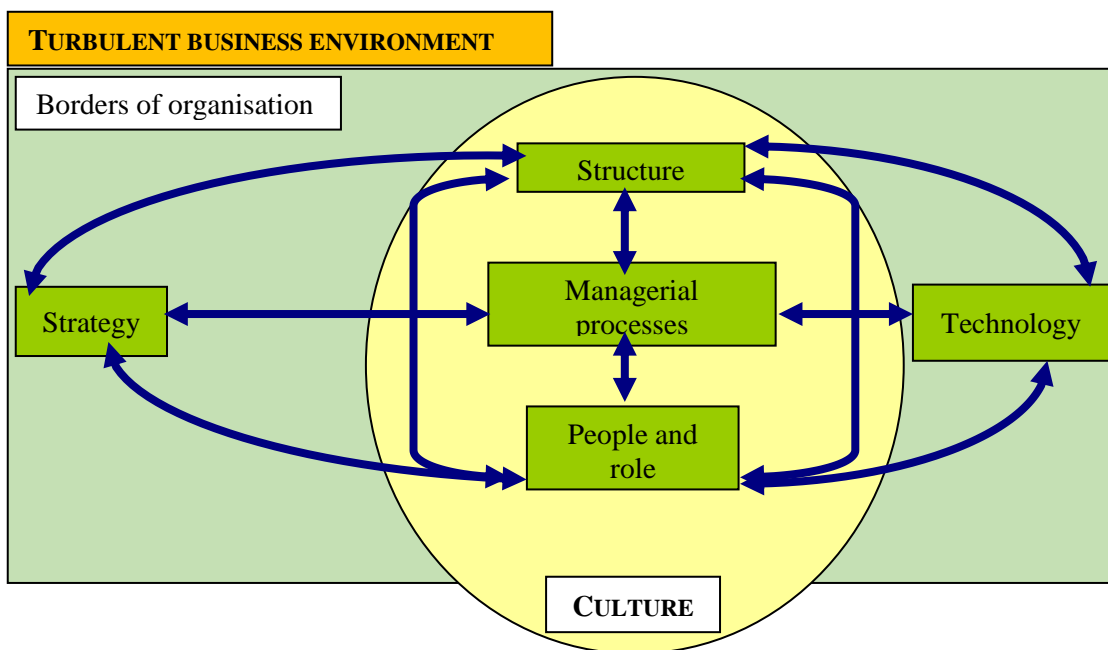 TURBULENT BUSINESS ENVIRONMENT
Borders of organisation
Structure
Managerial
processes
Strategy
Technology
People and
role
CULTURE